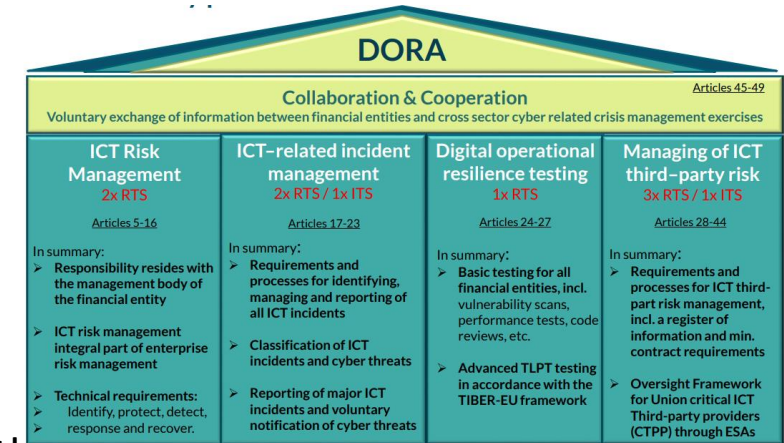 DORA
Articles 45-49
Collaboration & Cooperation
Voluntary exchange of information between financial entities and cross sector cyber related crisis management exercises
ICT Risk
Management
2x RTS
Articles 5-16
In summary:
➢ Responsibility resides with
the management body of
the financial entity
➢ ICT risk management
integral part of enterprise
risk management
➢ Technical requirements:
➢ Identify, protect, detect,
➢ response and recover.
ICT–related incident
management
2x RTS / 1x ITS
Articles 17-23
In summary:
➢ Requirements and
processes for identifying,
managing and reporting of
all ICT incidents
➢ Classification of ICT
incidents and cyber threats
➢ Reporting of major ICT
incidents and voluntary
notification of cyber threats
Digital operational
resilience testing
1x RTS
Articles 24-27
In summary:
➢ Basic testing for all
financial entities, incl.
vulnerability scans,
performance tests, code
reviews, etc.
➢ Advanced TLPT testing
in accordance with the
TIBER-EU framework
Managing of ICT
third–party risk
3x RTS / 1x ITS
Articles 28-44
In summary:
➢ Requirements and
processes for ICT third-
part risk management,
incl. a register of
information and min.
contract requirements
➢ Oversight Framework
for Union critical ICT
Third-party providers
(CTPP) through ESAs